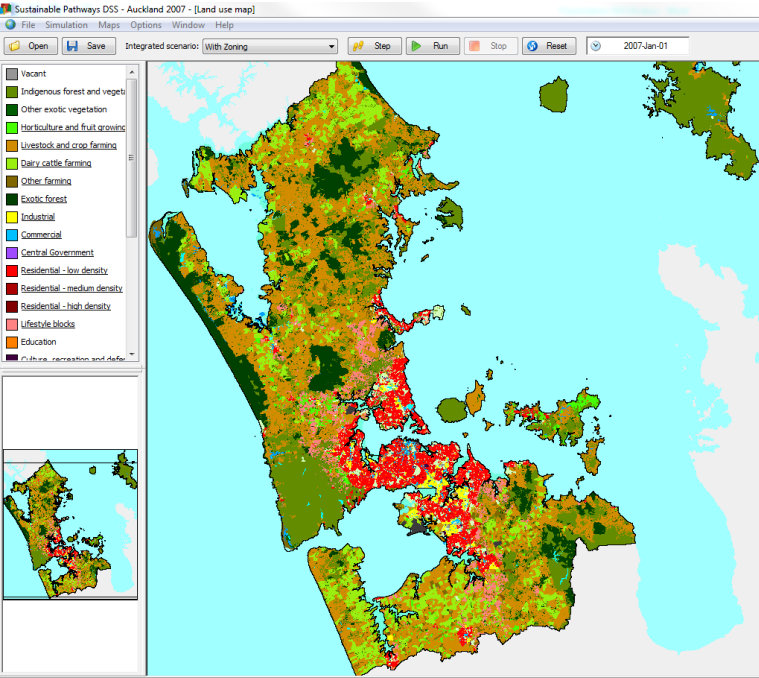 Sustainable Pathways DSS - Auckland 2007 - [Land use map]
File Simulation Maps Options Window Help
Open Save Integrated scenario: With Zoning Step Run Stop Reset 2007-Jan-01
Vacant
Indigenous forest and vegeta
Other exotic vegetation
Horticulture and fruit growing
Livestock and crop farming
Dairy cattle farming
Other farming
Exotic forest
Industrial
Commercial
Central Government
Residential - low density
Residential - medium density
Residential - high density
Lifestyle blocks
Education
Culture, recreation and defen